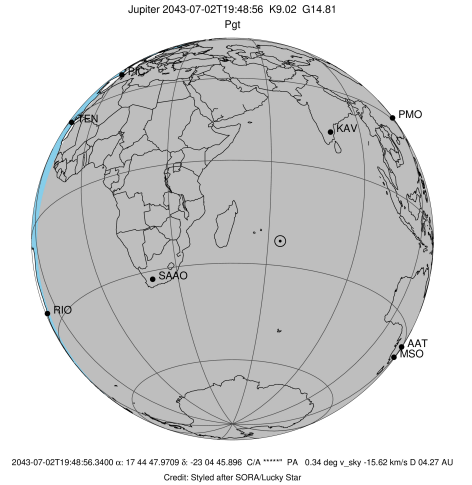 Jupiter 2043-07-02T19:48:56 K9.02 G14.81
Pgt
PIC
TEN
PMO
KAV
SAAO
RIO
AAT
MSO
2043-07-02T19:48:56.3400 α: 17 44 47.9709 δ: -23 04 45.896 C/A *****" PA 0.34 deg v_sky -15.62 km/s D 04.27 AU
Credit: Styled after SORA/Lucky Star